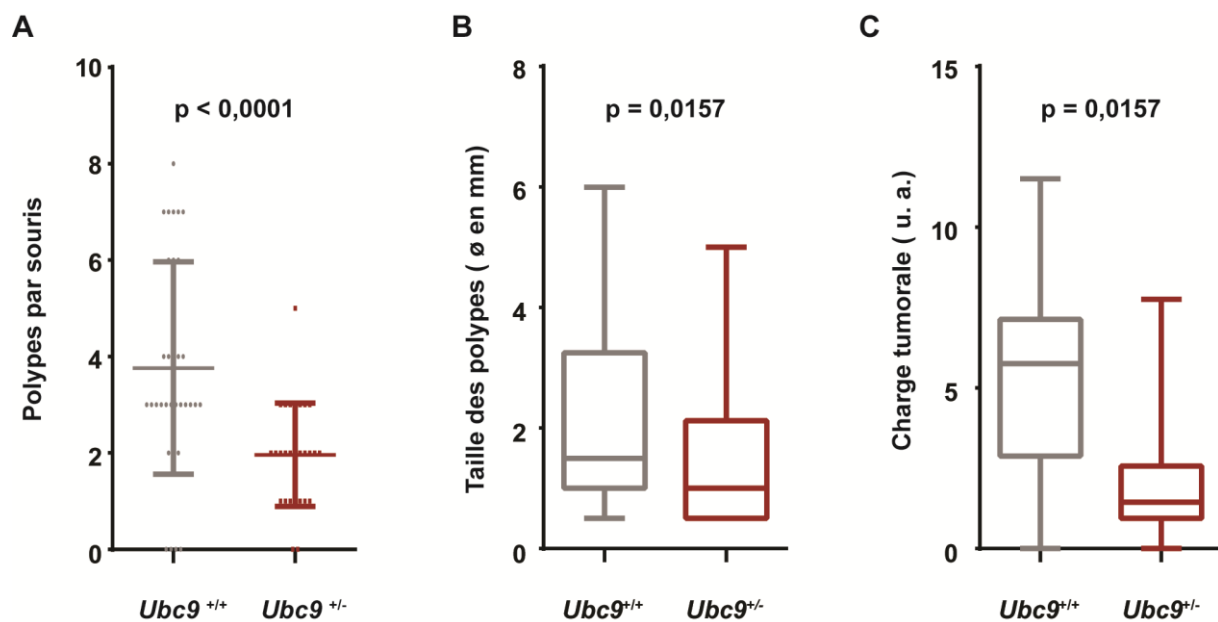 A
Polypes par souris
10
8
6
4
2
0
p < 0,0001
Ubc9 +/+
Ubc9 +/-
B
Taille des polypes ( ø en mm)
8
6
4
2
0
p = 0,0157
Ubc9+/+
Ubc9+/-
C
Charge tumorale ( u. a.)
15
10
5
0
p = 0,0157
Ubc9+/+
Ubc9+/-